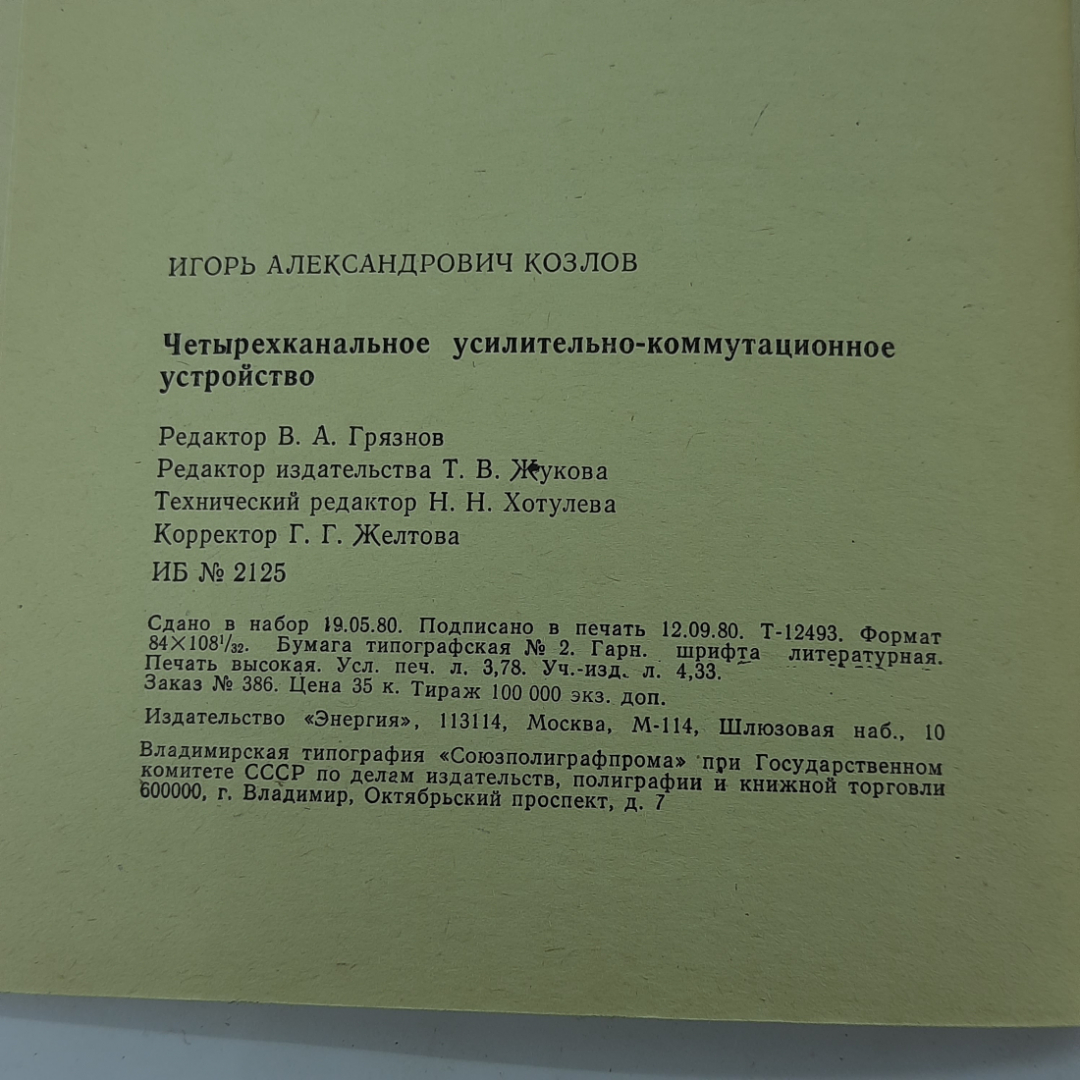 ИГОРЬ АЛЕКСАНДРОВИЧ КОЗЛОВ
Четырехканальное усилительно-коммутационное
устройство
Редактор В. А. Грязнов
Редактор издательства Т. В. Жукова
Технический редактор Н. Н. Хотулева
Корректор Г. Г. Желтова
ИБ № 2125
Сдано в набор 19.05.80. Подписано в печать 12.09.80. Т-12493. Формат
84×108¹/₃₂. Бумага типографская № 2. Гарн. шрифта литературная.
Печать высокая. Усл. печ. л. 3,78. Уч.-изд. л. 4,33.
Заказ № 386. Цена 35 к. Тираж 100 000 экз. доп.
Издательство «Энергия», 113114, Москва, М-114, Шлюзовая наб., 10
Владимирская типография «Союзполиграфпрома» при Государственном
комитете СССР по делам издательств, полиграфии и книжной торговли
600000, г. Владимир, Октябрьский проспект, д. 7